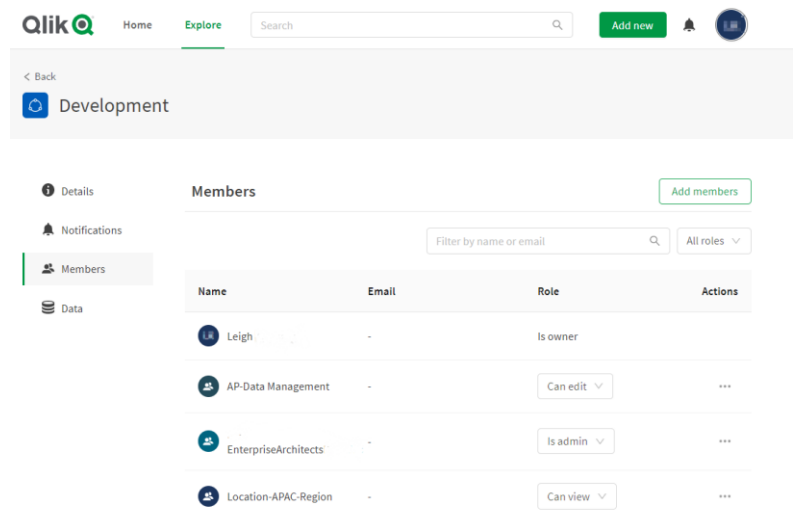 Qlik Home Explore Search Add new
< Back
Development
Details
Notifications
Members
Data
Members Add members
Filter by name or email All roles
Name Email Role Actions
Leigh - Is owner
AP-Data Management - Can edit ...
EnterpriseArchitects - Is admin ...
Location-APAC-Region - Can view ...